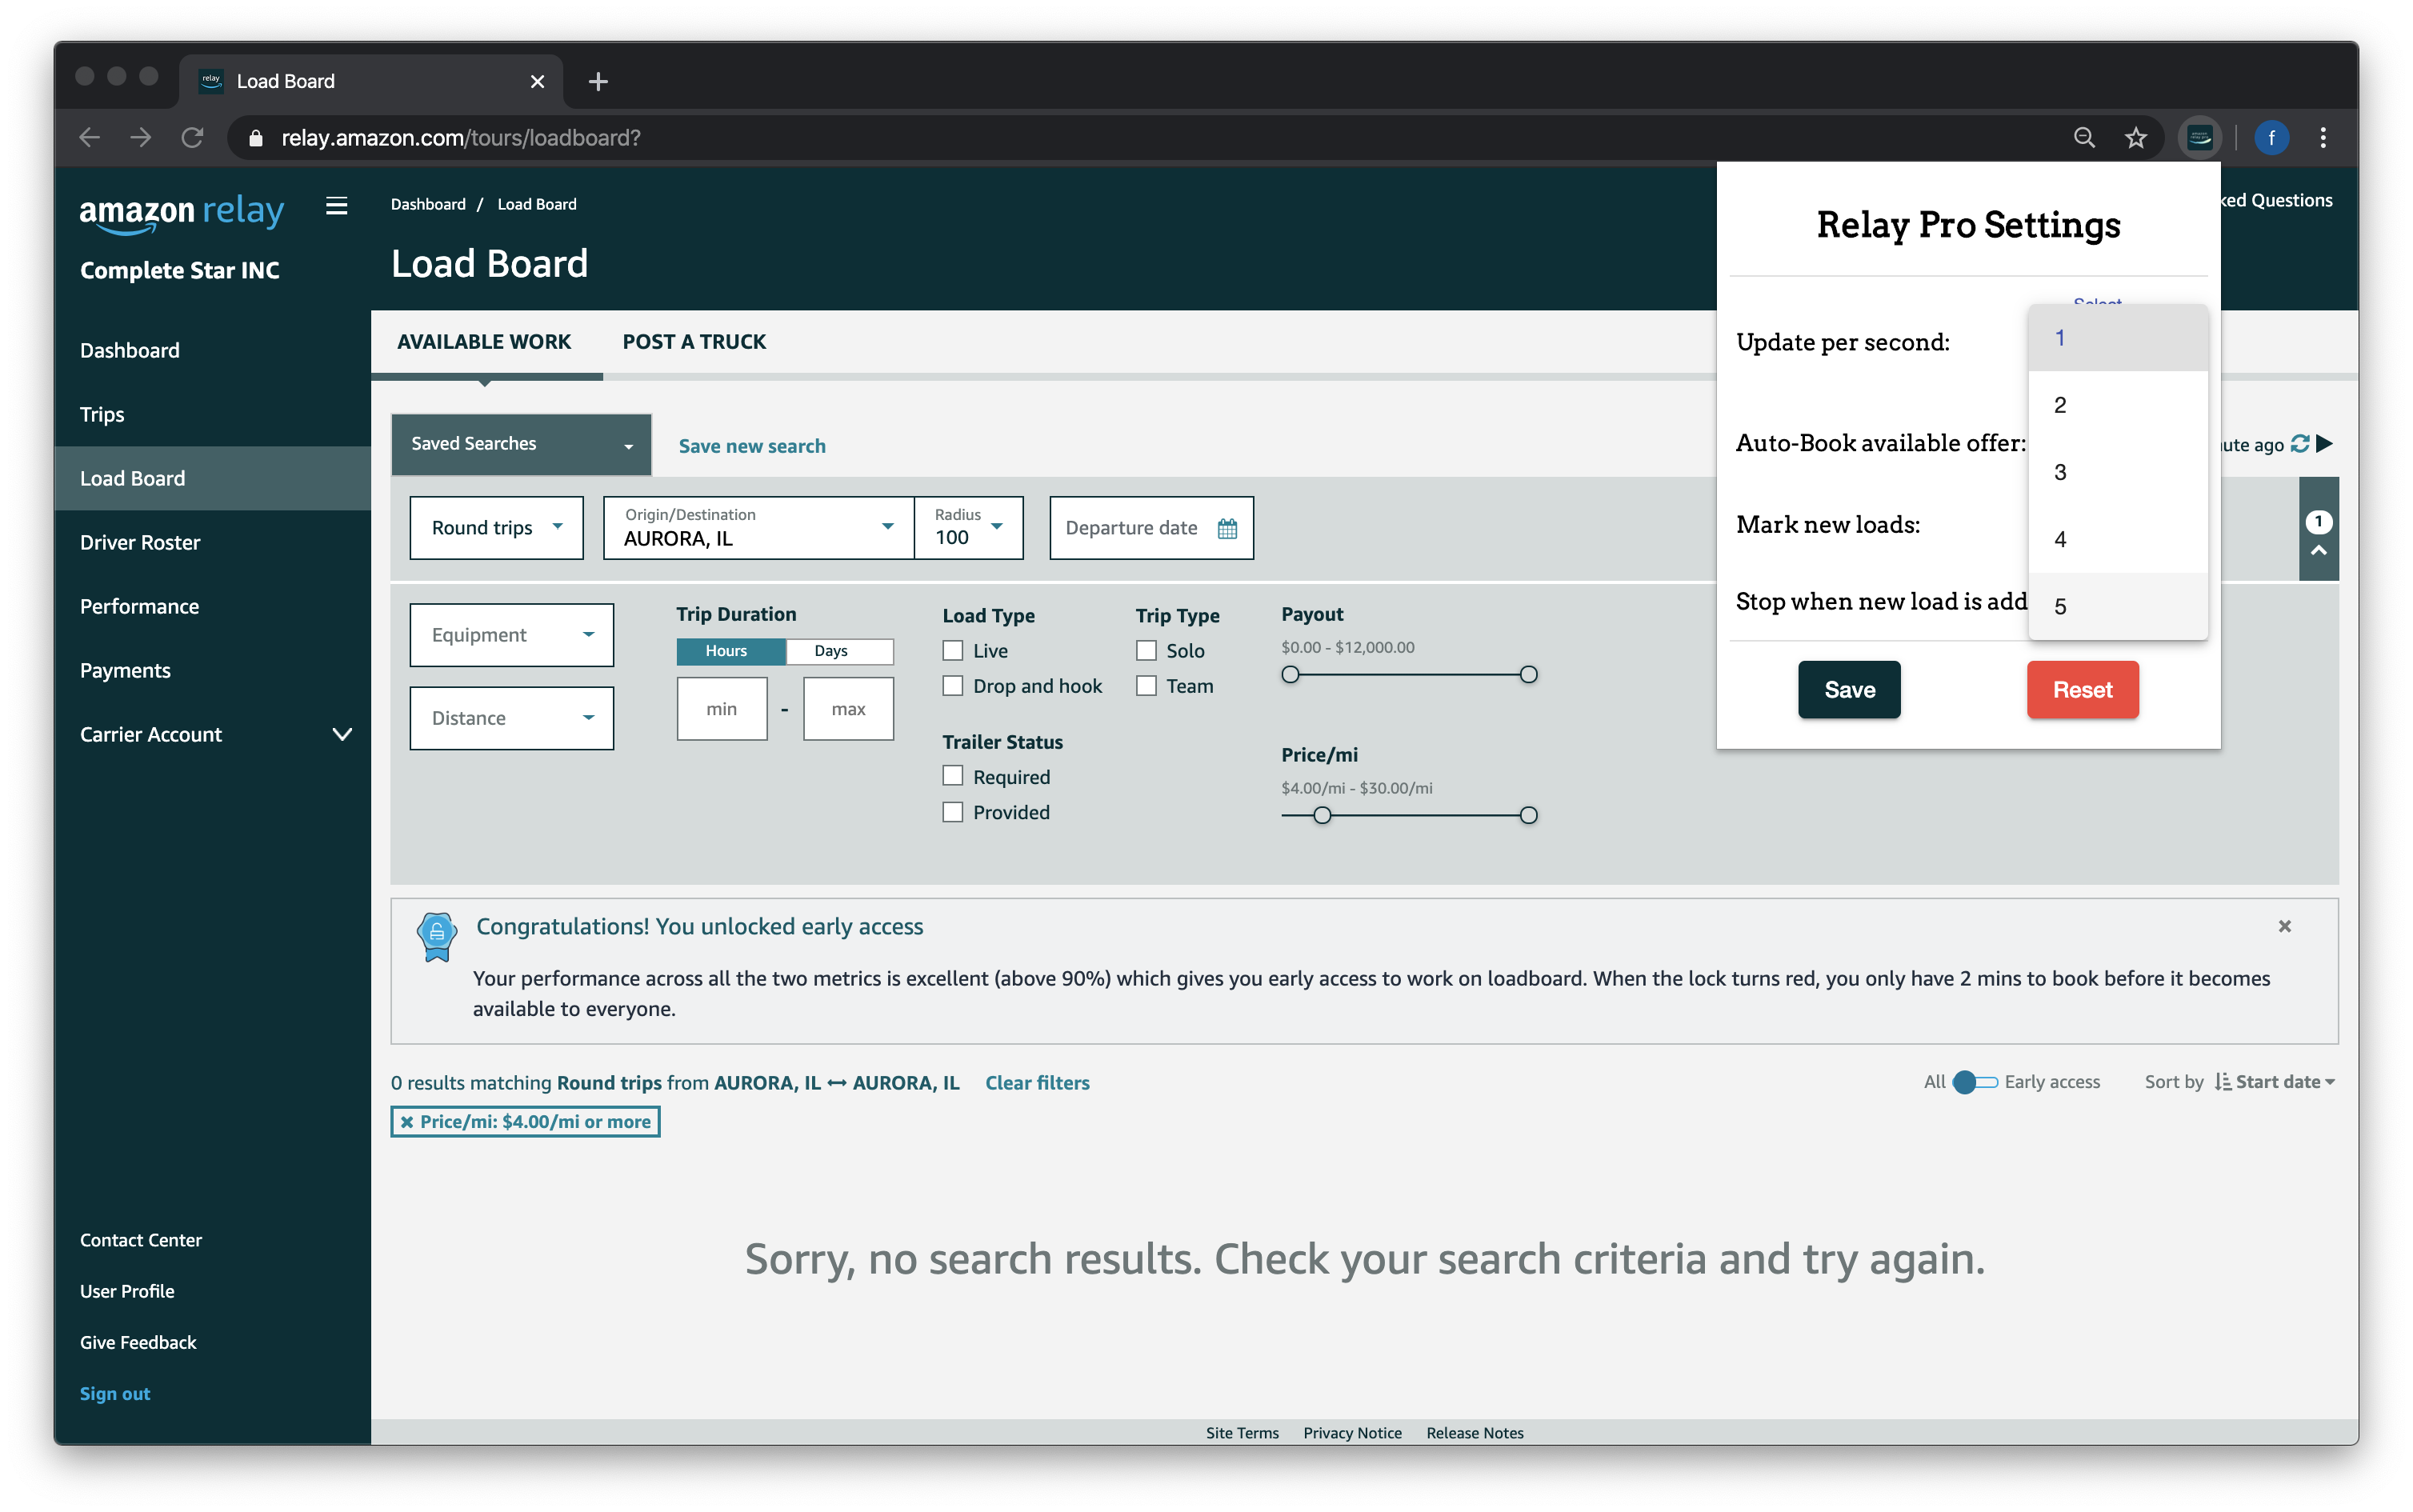 Load Board
relay.amazon.com/tours/loadboard?
f
amazon relay
Complete Star INC
Dashboard
Trips
Load Board
Driver Roster
Performance
Payments
Carrier Account
Contact Center
User Profile
Give Feedback
Sign out
Dashboard / Load Board
Load Board
ked Questions
AVAILABLE WORK POST A TRUCK
Saved Searches
Save new search
ute ago
Round trips
Origin/Destination
AURORA, IL
Radius
100
Departure date
1
Equipment
Distance
Trip Duration
Hours Days
min - max
Load Type
Live
Drop and hook
Trailer Status
Required
Provided
Trip Type
Solo
Team
Payout
$0.00 - $12,000.00
Price/mi
$4.00/mi - $30.00/mi
Relay Pro Settings
Select
Update per second:
Auto-Book available offer:
Mark new loads:
Stop when new load is add
1
2
3
4
5
Save
Reset
Congratulations! You unlocked early access
Your performance across all the two metrics is excellent (above 90%) which gives you early access to work on loadboard. When the lock turns red, you only have 2 mins to book before it becomes
available to everyone.
0 results matching Round trips from AURORA, IL ↔ AURORA, IL Clear filters
All Early access Sort by Start date
Price/mi: $4.00/mi or more
Sorry, no search results. Check your search criteria and try again.
Site Terms Privacy Notice Release Notes